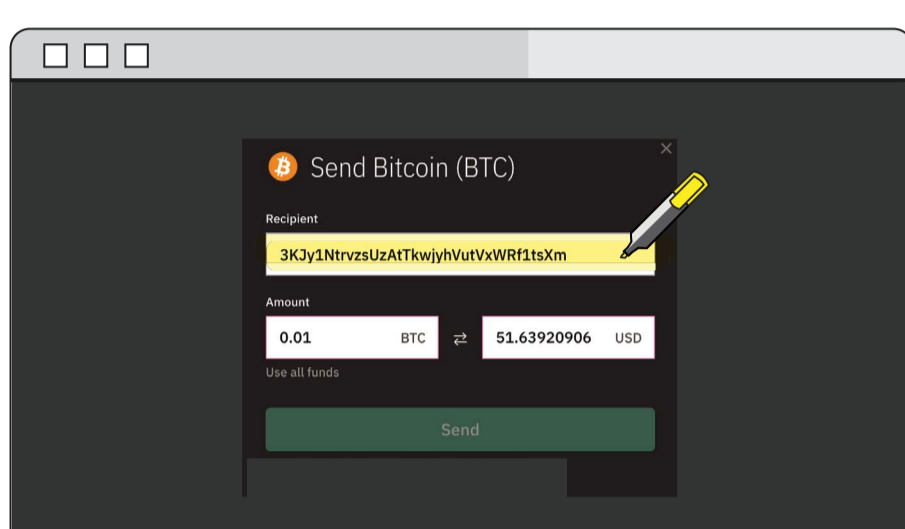 Send Bitcoin (BTC)
Recipient
3KJy1NtrvzsUzAtTkwjyhVutVxWRf1tsXm
Amount
0.01 BTC ⇄ 51.63920906 USD
Use all funds
Send